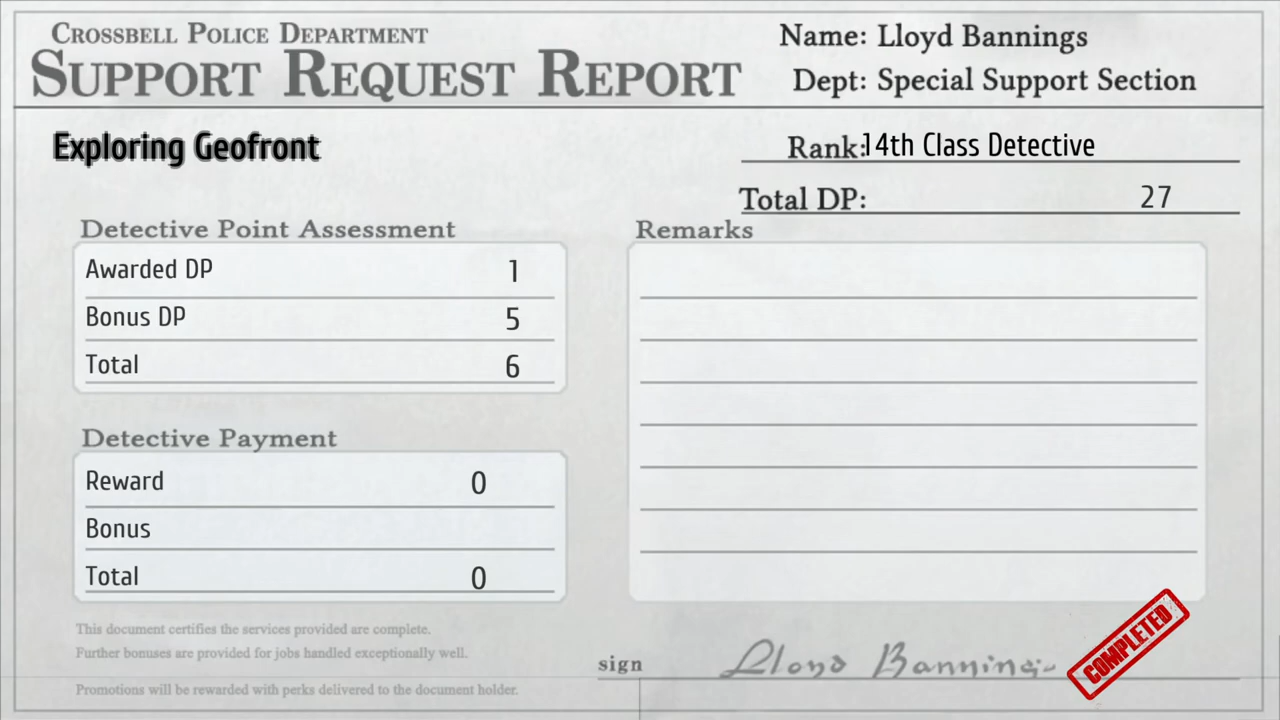 CROSSBELL POLICE DEPARTMENT
SUPPORT REQUEST REPORT
Name: Lloyd Bannings
Dept: Special Support Section
Exploring Geofront
Rank: 14th Class Detective
Total DP: 27
Detective Point Assessment
Awarded DP 1
Bonus DP 5
Total 6
Remarks
Detective Payment
Reward 0
Bonus
Total 0
This document certifies the services provided are complete.
Further bonuses are provided for jobs handled exceptionally well.
Promotions will be rewarded with perks delivered to the document holder.
sign Lloyd Bannings
COMPLETED